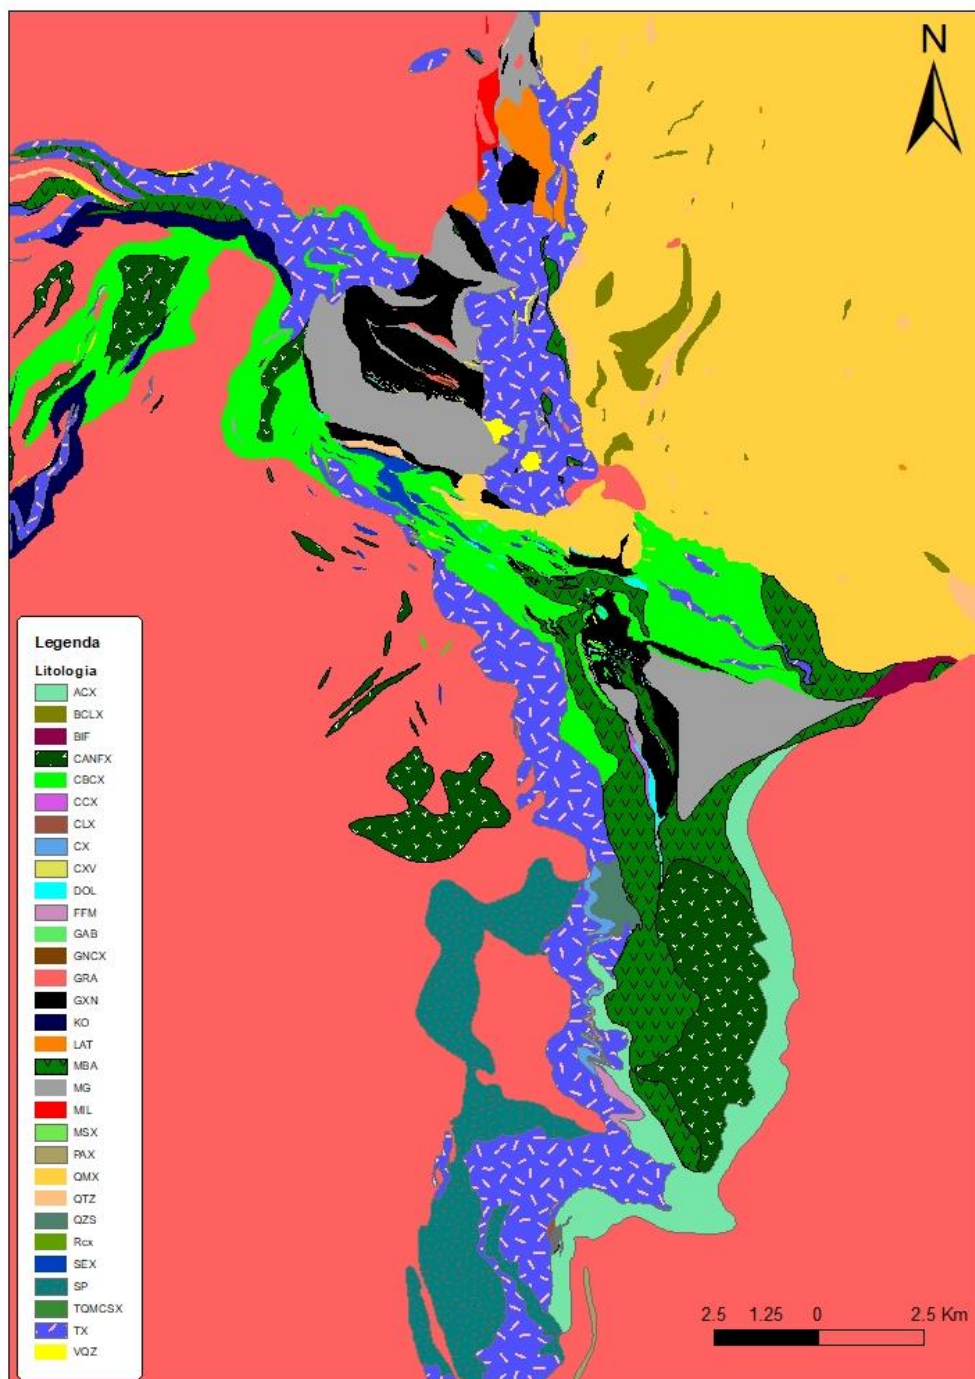 N
Legenda
Litologia
ACX
BCLX
BIF
CANFX
CBCX
CCX
CLX
CX
CXV
DOL
FFM
GAB
GNCX
GRA
GXN
KO
LAT
MBA
MG
MIL
MSX
PAX
QMX
QTZ
QZS
Rcx
SEX
SP
TQMCSX
TX
VQZ
2.5 1.25 0 2.5 Km